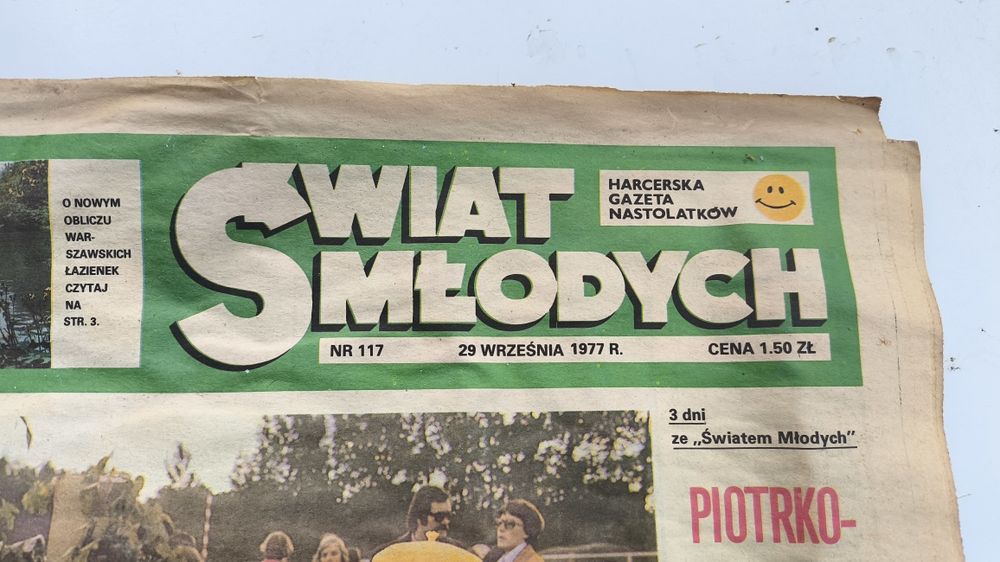 O NOWYM
OBLICZU
WAR-
SZAWSKICH
ŁAZIENEK
CZYTAJ
NA
STR. 3.
ŚWIAT
MŁODYCH
HARCERSKA
GAZETA
NASTOLATKÓW
NR 117 29 WRZEŚNIA 1977 R. CENA 1.50 ZŁ
3 dni
ze „Światem Młodych”
PIOTRKO-